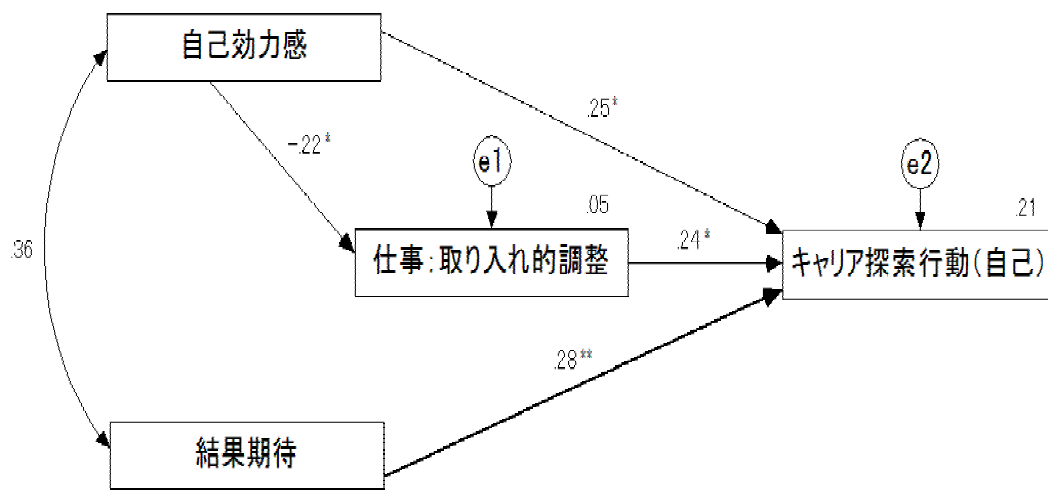 自己効力感
.25*
-.22*
e1
e2
.05
.21
.36
仕事:取り入れ的調整
.24*
キャリア探索行動(自己)
.28**
結果期待